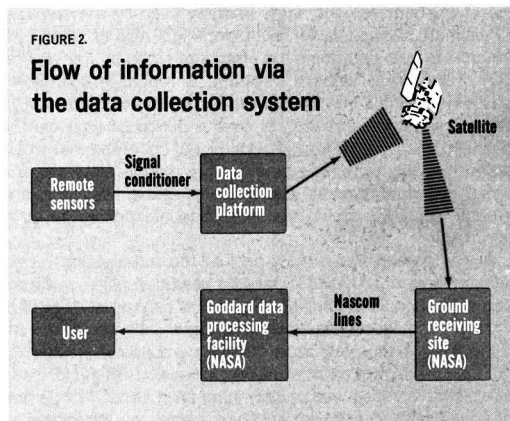 FIGURE 2.
Flow of information via
the data collection system
Satellite
Signal
conditioner
Remote
sensors
Data
collection
platform
User
Goddard data
processing
facility
(NASA)
Nascom
lines
Ground
receiving
site
(NASA)